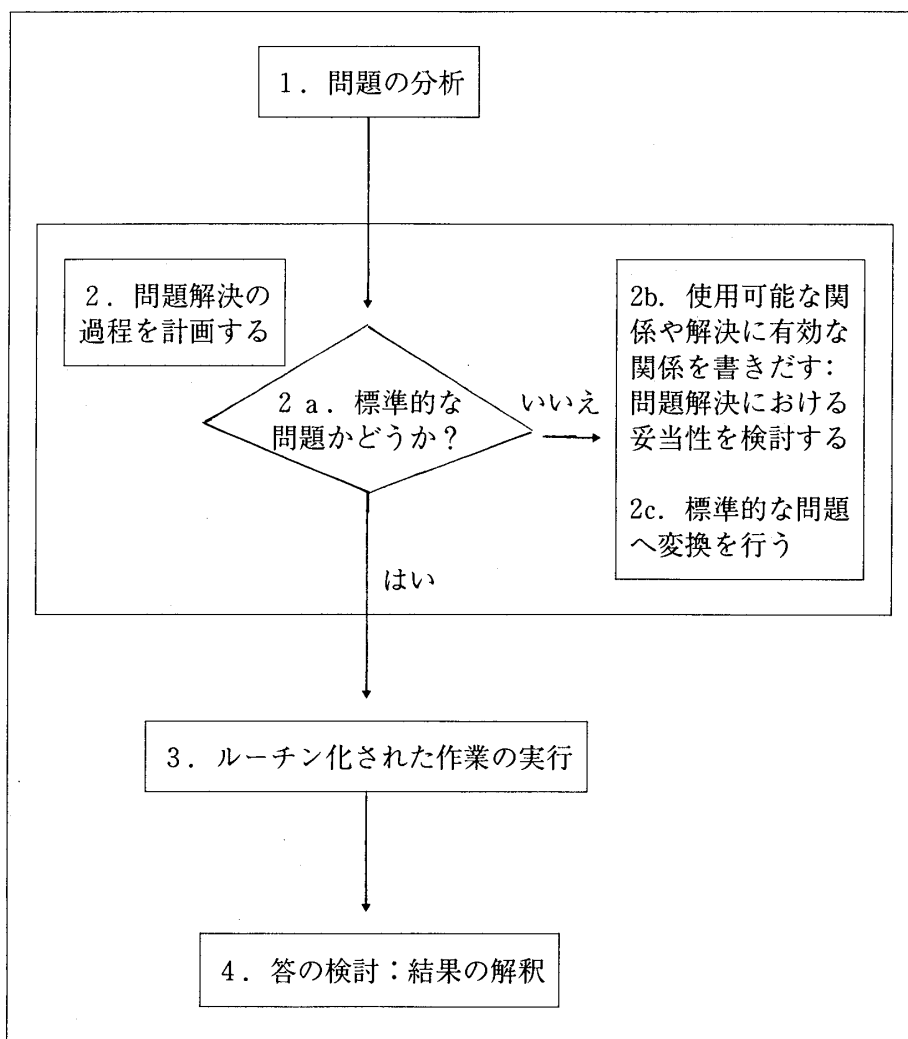 1．問題の分析
2．問題解決の
過程を計画する
2 a．標準的な
問題かどうか？
いいえ
2b．使用可能な関
係や解決に有効な
関係を書きだす：
問題解決における
妥当性を検討する
2c．標準的な問題
へ変換を行う
はい
3．ルーチン化された作業の実行
4．答の検討：結果の解釈